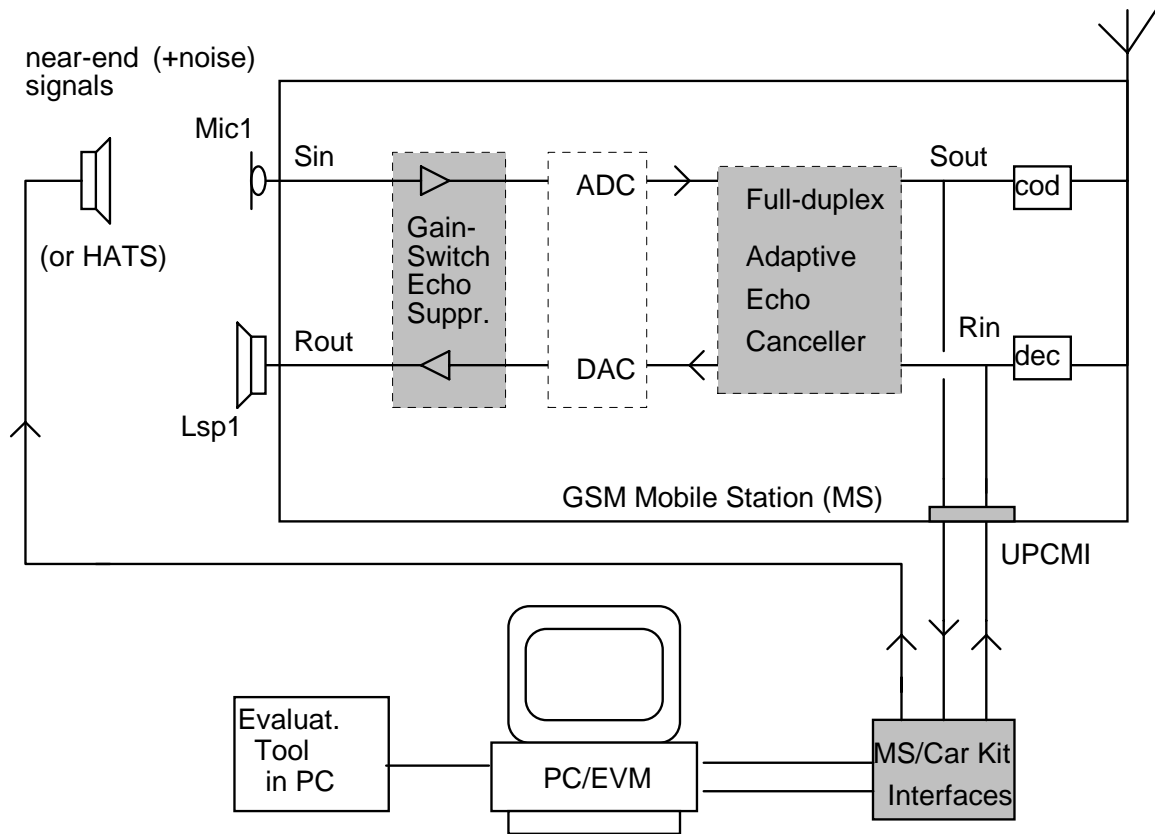 near-end (+noise)
signals
Mic1
Sin
Sout
ADC
cod
Full-duplex
Gain-
Switch
Echo
Suppr.
(or HATS)
Adaptive
Echo
Canceller
Rin
Rout
DAC
dec
Lsp1
GSM Mobile Station (MS)
UPCMI
Evaluat.
Tool
in PC
PC/EVM
MS/Car Kit
Interfaces